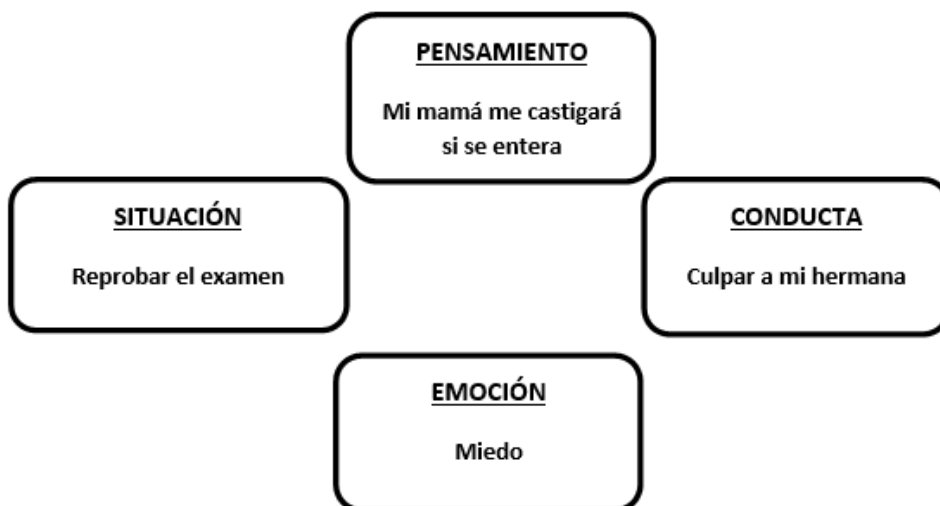 PENSAMIENTO
Mi mamá me castigará
si se entera
SITUACIÓN
Reprobar el examen
CONDUCTA
Culpar a mi hermana
EMOCIÓN
Miedo